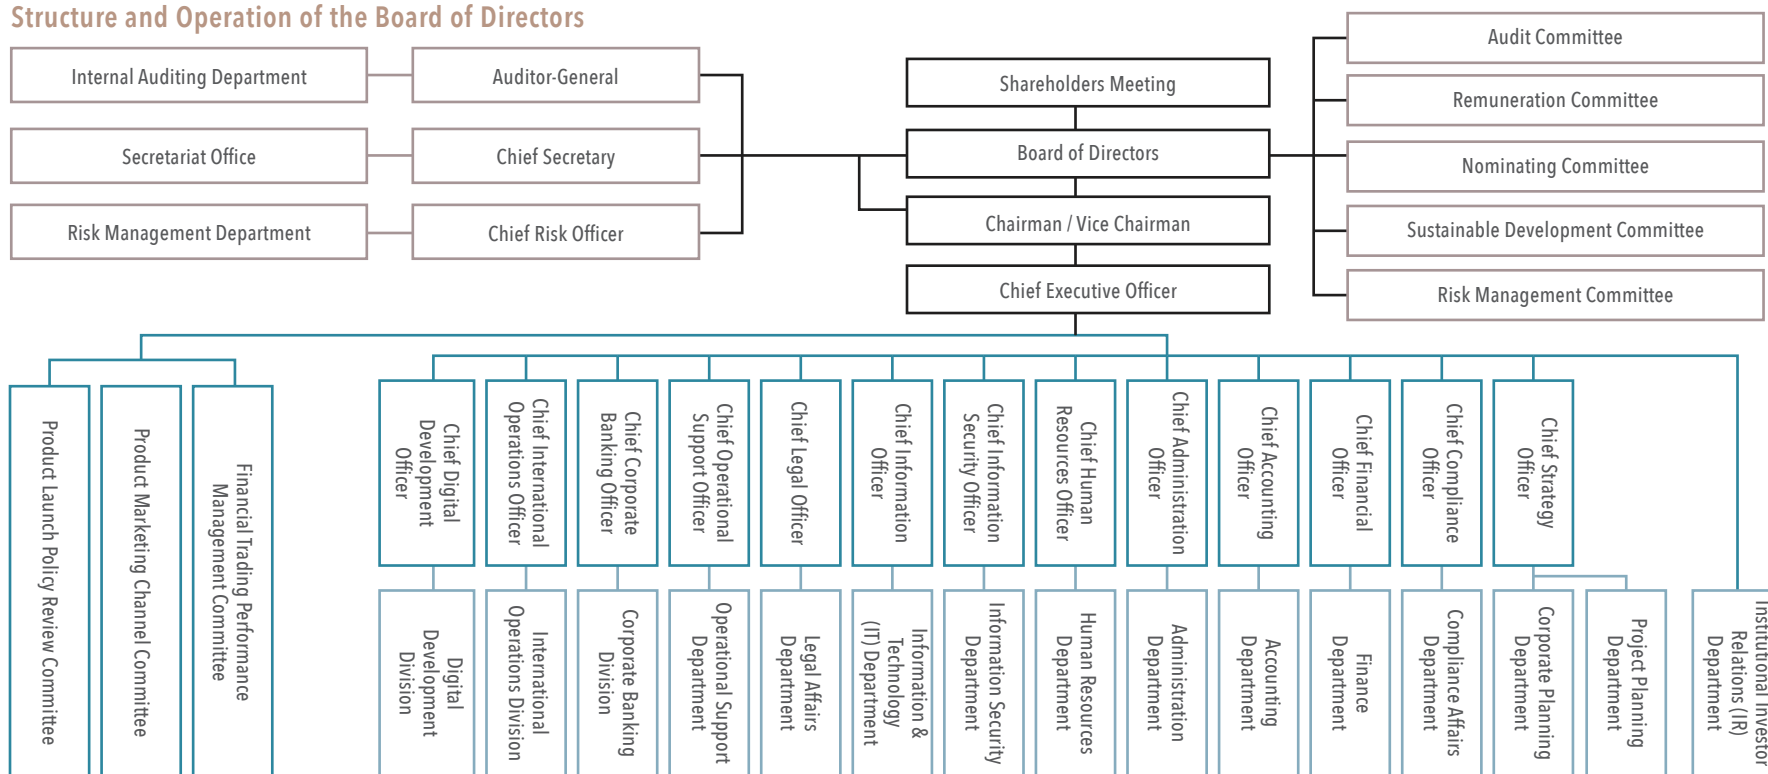 Structure and Operation of the Board of Directors
Internal Auditing Department
Auditor-General
Secretariat Office
Chief Secretary
Risk Management Department
Chief Risk Officer
Shareholders Meeting
Board of Directors
Chairman / Vice Chairman
Chief Executive Officer
Audit Committee
Remuneration Committee
Nominating Committee
Sustainable Development Committee
Risk Management Committee
Product Launch Policy Review Committee
Product Marketing Channel Committee
Financial Trading Performance
Management Committee
Chief Digital
Development
Officer
Chief International
Operations Officer
Chief Corporate
Banking Officer
Chief Operational
Support Officer
Chief Legal Officer
Chief Information
Officer
Chief Information
Security Officer
Chief Human
Resources Officer
Chief Administration
Officer
Chief Accounting
Officer
Chief Financial
Officer
Chief Compliance
Officer
Chief Strategy
Officer
Digital
Development
Division
International
Operations Division
Corporate Banking
Division
Operational Support
Department
Legal Affairs
Department
Information &
Technology
(IT) Department
Information Security
Department
Human Resources
Department
Administration
Department
Accounting
Department
Finance
Department
Compliance Affairs
Department
Corporate Planning
Department
Project Planning
Department
Institutional Investor
Relations (IR)
Department